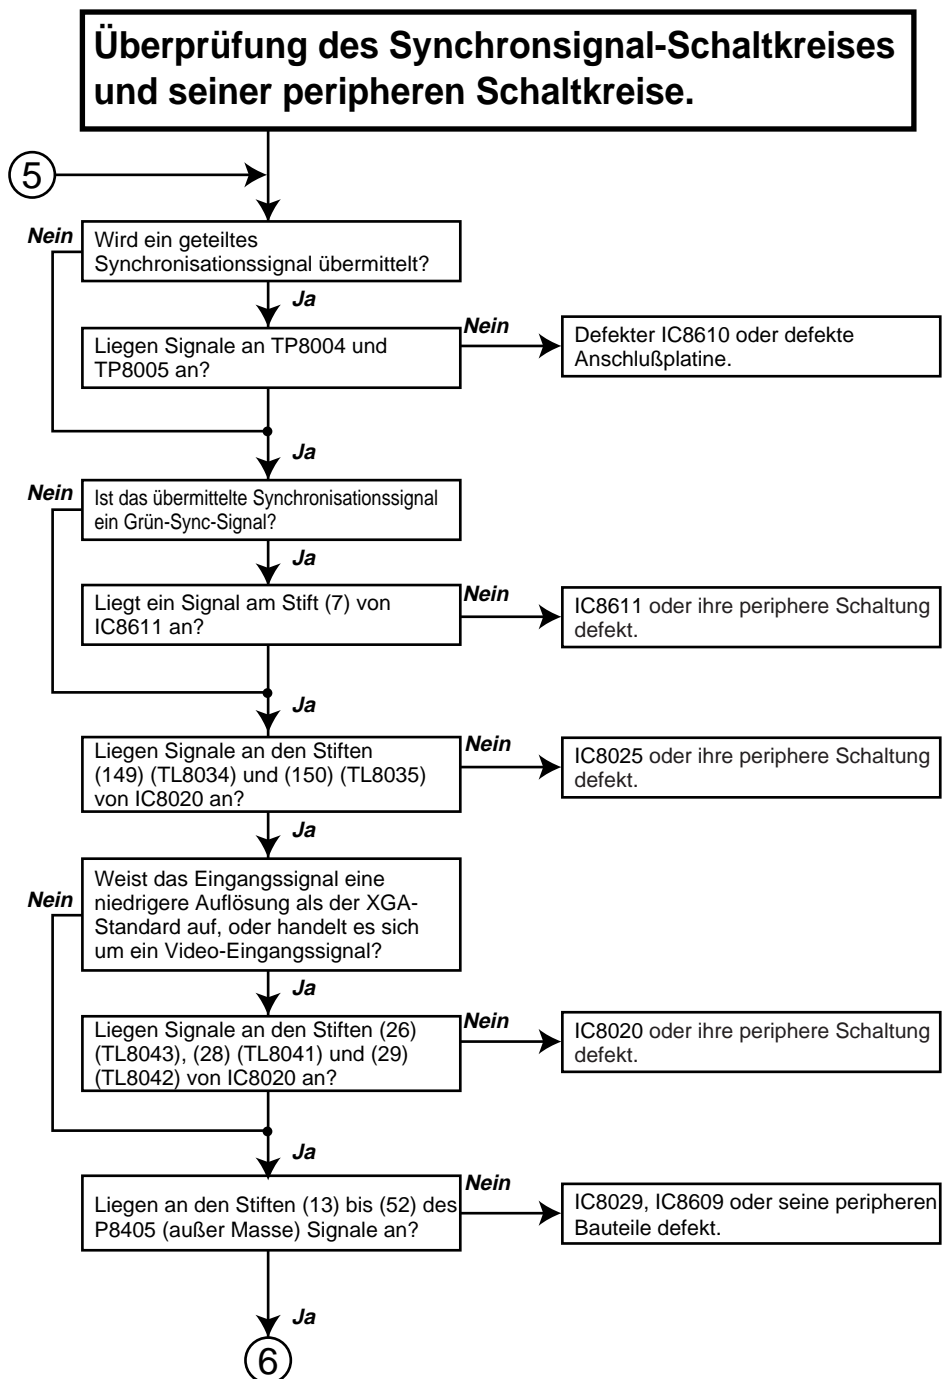 Überprüfung des Synchronsignal-Schaltkreises
und seiner peripheren Schaltkreise.
5
Nein
Wird ein geteiltes
Synchronisationssignal übermittelt?
Ja
Liegen Signale an TP8004 und
TP8005 an?
Nein
Defekter IC8610 oder defekte
Anschlußplatine.
Ja
Nein
Ist das übermittelte Synchronisationssignal
ein Grün-Sync-Signal?
Ja
Liegt ein Signal am Stift (7) von
IC8611 an?
Nein
IC8611 oder ihre periphere Schaltung
defekt.
Ja
Liegen Signale an den Stiften
(149) (TL8034) und (150) (TL8035)
von IC8020 an?
Nein
IC8025 oder ihre periphere Schaltung
defekt.
Ja
Nein
Weist das Eingangssignal eine
niedrigere Auflösung als der XGA-
Standard auf, oder handelt es sich
um ein Video-Eingangssignal?
Ja
Liegen Signale an den Stiften (26)
(TL8043), (28) (TL8041) und (29)
(TL8042) von IC8020 an?
Nein
IC8020 oder ihre periphere Schaltung
defekt.
Ja
Liegen an den Stiften (13) bis (52) des
P8405 (außer Masse) Signale an?
Nein
IC8029, IC8609 oder seine peripheren
Bauteile defekt.
Ja
6